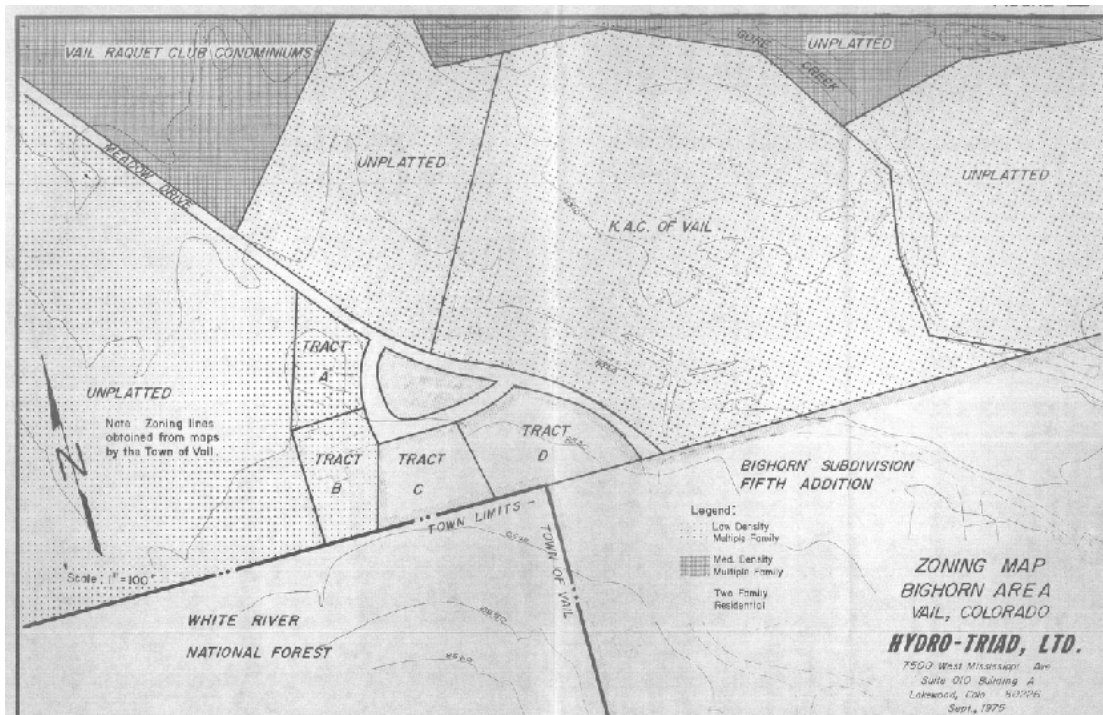 VAIL RAQUET CLUB CONDMINIUMS
GORE
CREEK
UNPLATTED
MEADOW DRIVE
UNPLATTED
UNPLATTED
K.A.C. OF VAIL
TRACT
A
UNPLATTED
Note: Zoning lines
obtained from maps
by the Town of Vail.
N
TRACT
B
TRACT
C
TRACT
D
BIGHORN SUBDIVISION
FIFTH ADDITION
TOWN LIMITS
TOWN OF VAIL
Scale: 1"=100'
WHITE RIVER
NATIONAL FOREST
Legend:
Low Density
Multiple Family
Med. Density
Multiple Family
Two Family
Residential
ZONING MAP
BIGHORN AREA
VAIL, COLORADO
HYDRO-TRIAD, LTD.
7500 West Mississippi Ave
Suite 010 Building A
Lakewood, Colo 80226
Sept., 1975